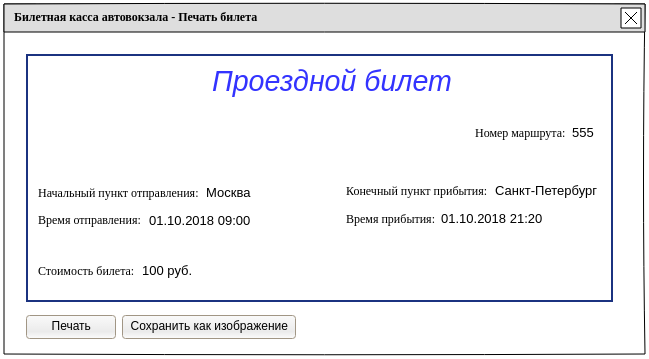 Билетная касса автовокзала - Печать билета
Проездной билет
Номер маршрута: 555
Начальный пункт отправления: Москва
Конечный пункт прибытия: Санкт-Петербург
Время отправления: 01.10.2018 09:00
Время прибытия: 01.10.2018 21:20
Стоимость билета: 100 руб.
Печать
Сохранить как изображение